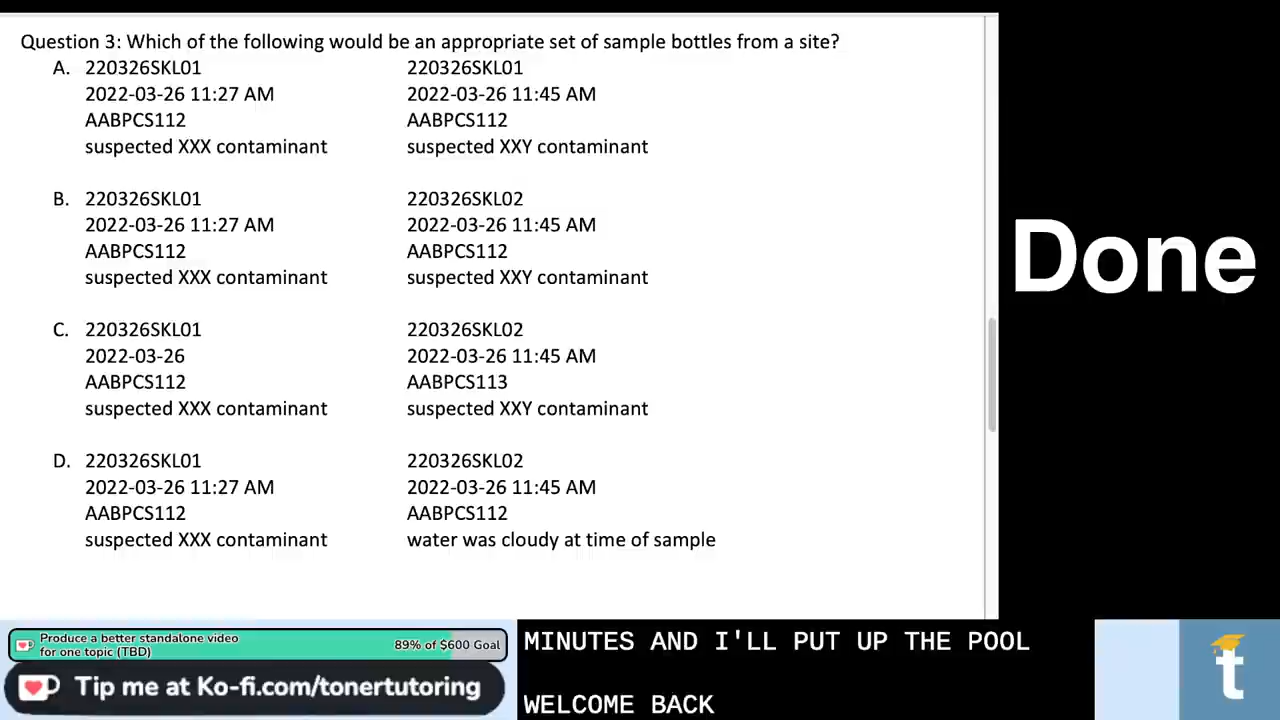 Question 3: Which of the following would be an appropriate set of sample bottles from a site?
A. 220326SKL01 220326SKL01
2022-03-26 11:27 AM 2022-03-26 11:45 AM
AABPCS112 AABPCS112
suspected XXX contaminant suspected XXY contaminant
B. 220326SKL01 220326SKL02
2022-03-26 11:27 AM 2022-03-26 11:45 AM
AABPCS112 AABPCS112
suspected XXX contaminant suspected XXY contaminant
C. 220326SKL01 220326SKL02
2022-03-26 2022-03-26 11:45 AM
AABPCS112 AABPCS113
suspected XXX contaminant suspected XXY contaminant
D. 220326SKL01 220326SKL02
2022-03-26 11:27 AM 2022-03-26 11:45 AM
AABPCS112 AABPCS112
suspected XXX contaminant water was cloudy at time of sample
Done
Produce a better standalone video
for one topic (TBD)
89% of $600 Goal
Tip me at Ko-fi.com/tonertutoring
MINUTES AND I'LL PUT UP THE POOL
WELCOME BACK
t